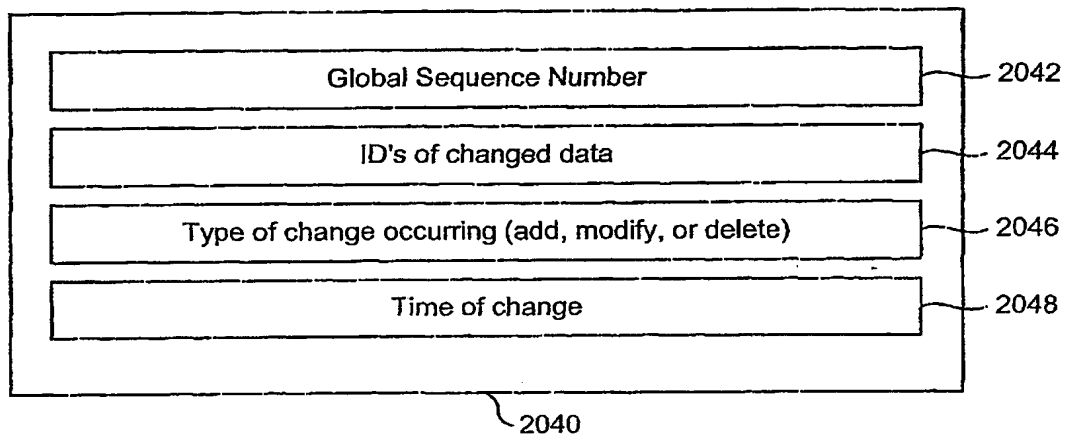 Global Sequence Number 2042
ID's of changed data 2044
Type of change occurring (add, modify, or delete) 2046
Time of change 2048
2040